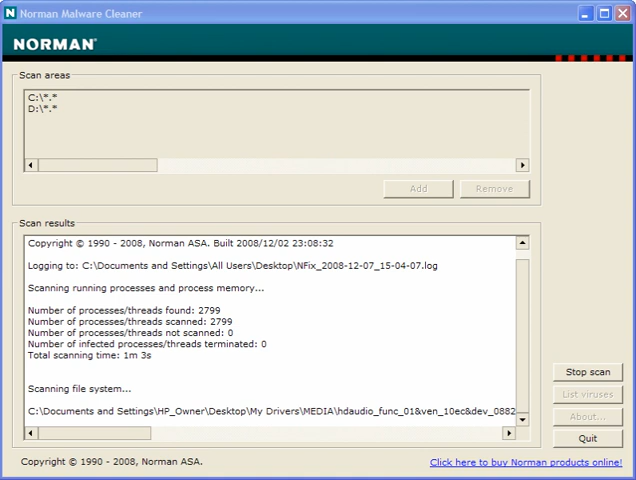 Norman Malware Cleaner
NORMAN
Scan areas
C:\*.*
D:\*.*
Add
Remove
Scan results
Copyright © 1990 - 2008, Norman ASA. Built 2008/12/02 23:08:32
Logging to: C:\Documents and Settings\All Users\Desktop\NFix_2008-12-07_15-04-07.log
Scanning running processes and process memory...
Number of processes/threads found: 2799
Number of processes/threads scanned: 2799
Number of processes/threads not scanned: 0
Number of infected processes/threads terminated: 0
Total scanning time: 1m 3s
Scanning file system...
C:\Documents and Settings\HP_Owner\Desktop\My Drivers\MEDIA\hdaudio_func_01&ven_10ec&dev_0882
Stop scan
List viruses
About...
Quit
Copyright © 1990 - 2008, Norman ASA.
Click here to buy Norman products online!